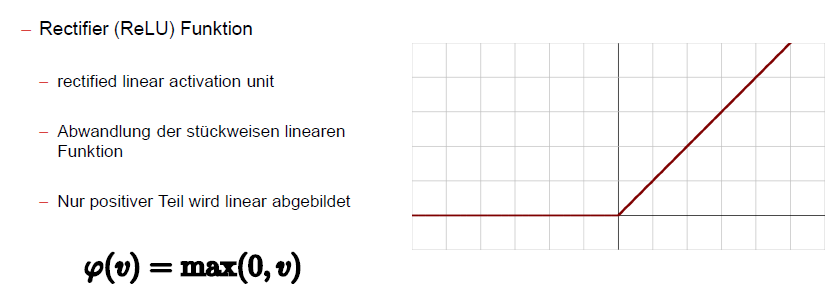 – Rectifier (ReLU) Funktion
– rectified linear activation unit
– Abwandlung der stückweisen linearen
Funktion
– Nur positiver Teil wird linear abgebildet
φ(v) = max(0, v)